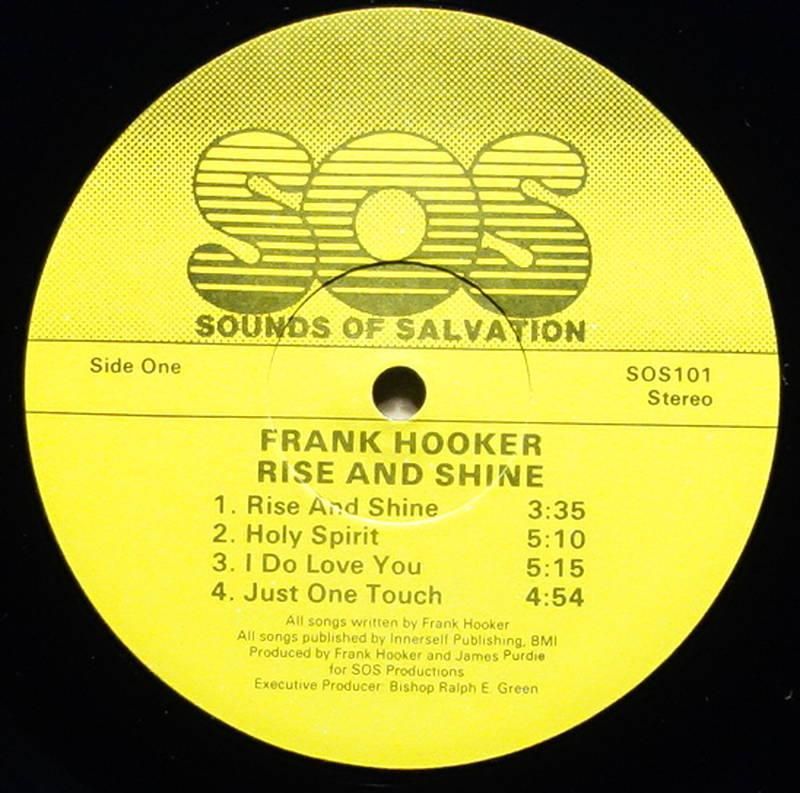 SOS
SOUNDS OF SALVATION
Side One
SOS101
Stereo
FRANK HOOKER
RISE AND SHINE
1. Rise And Shine 3:35
2. Holy Spirit 5:10
3. I Do Love You 5:15
4. Just One Touch 4:54
All songs written by Frank Hooker
All songs published by Innerself Publishing, BMI
Produced by Frank Hooker and James Purdie
for SOS Productions
Executive Producer: Bishop Ralph E. Green